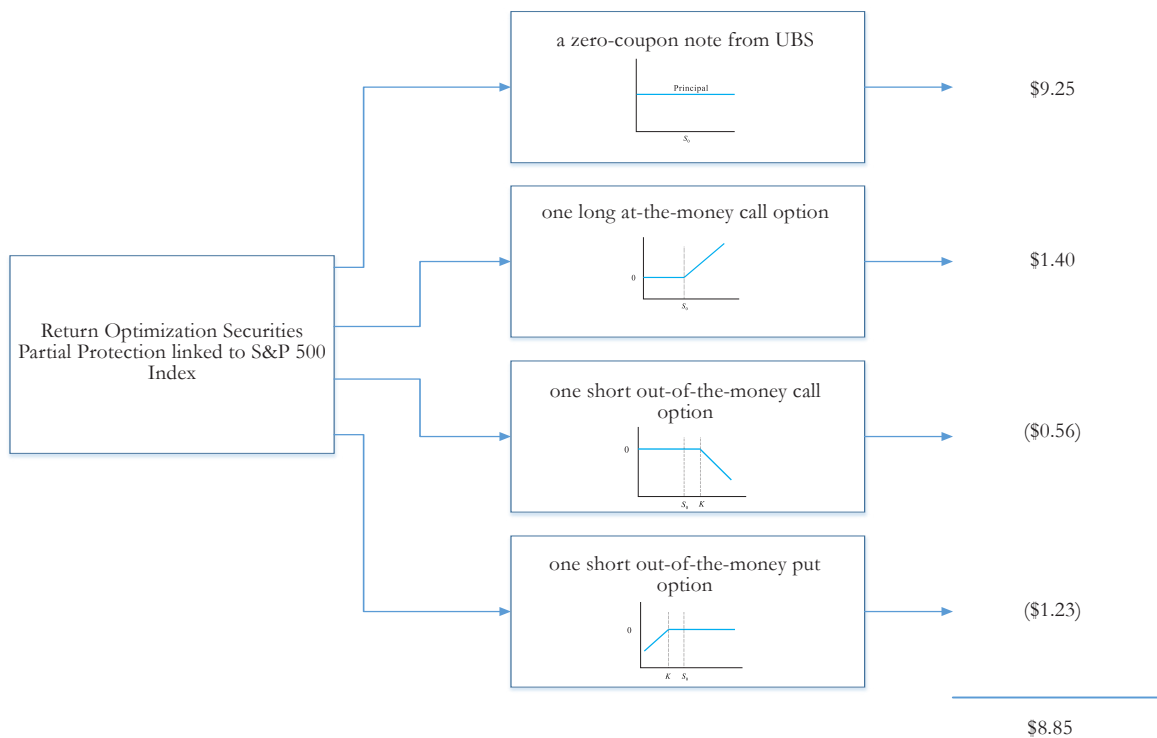 a zero-coupon note from UBS
Principal
S0
$9.25
one long at-the-money call option
0
S0
$1.40
Return Optimization Securities
Partial Protection linked to S&P 500
Index
one short out-of-the-money call
option
0
S0 K
($0.56)
one short out-of-the-money put
option
0
K S0
($1.23)
$8.85